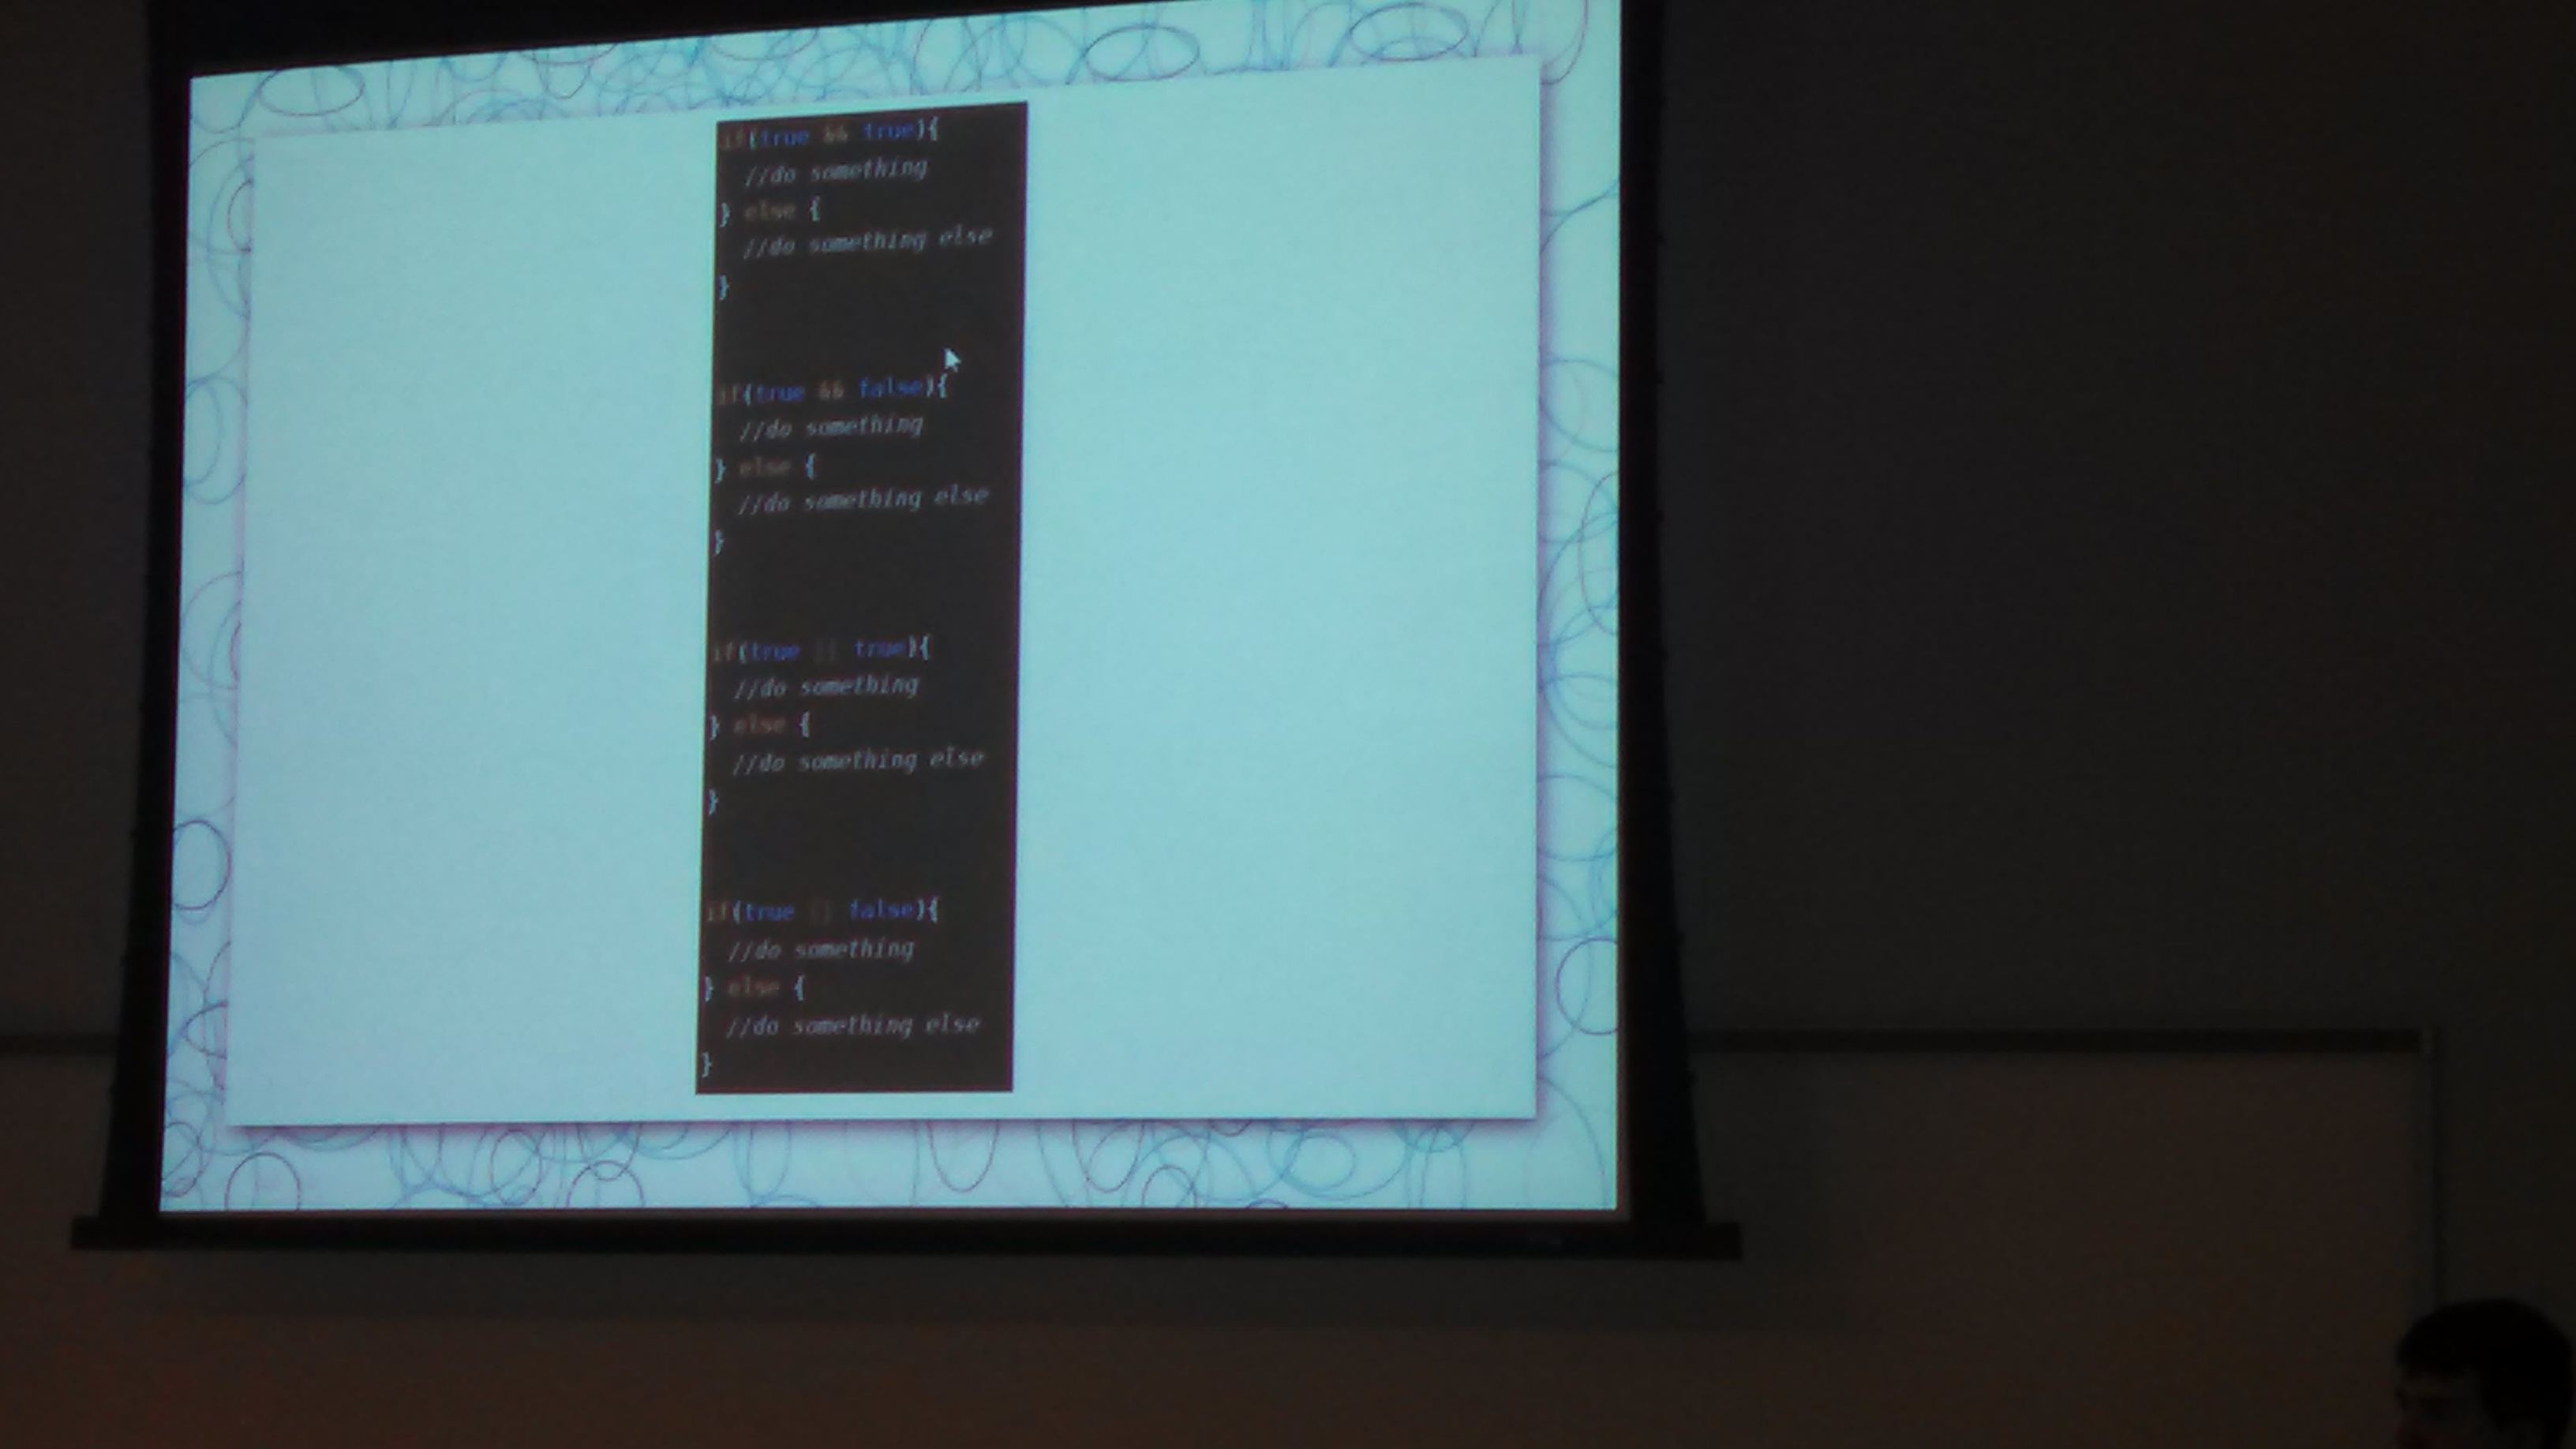 if(true && true){
//do something
} else {
//do something else
}
if(true && false){
//do something
} else {
//do something else
}
if(true || true){
//do something
} else {
//do something else
}
if(true || false){
//do something
} else {
//do something else
}